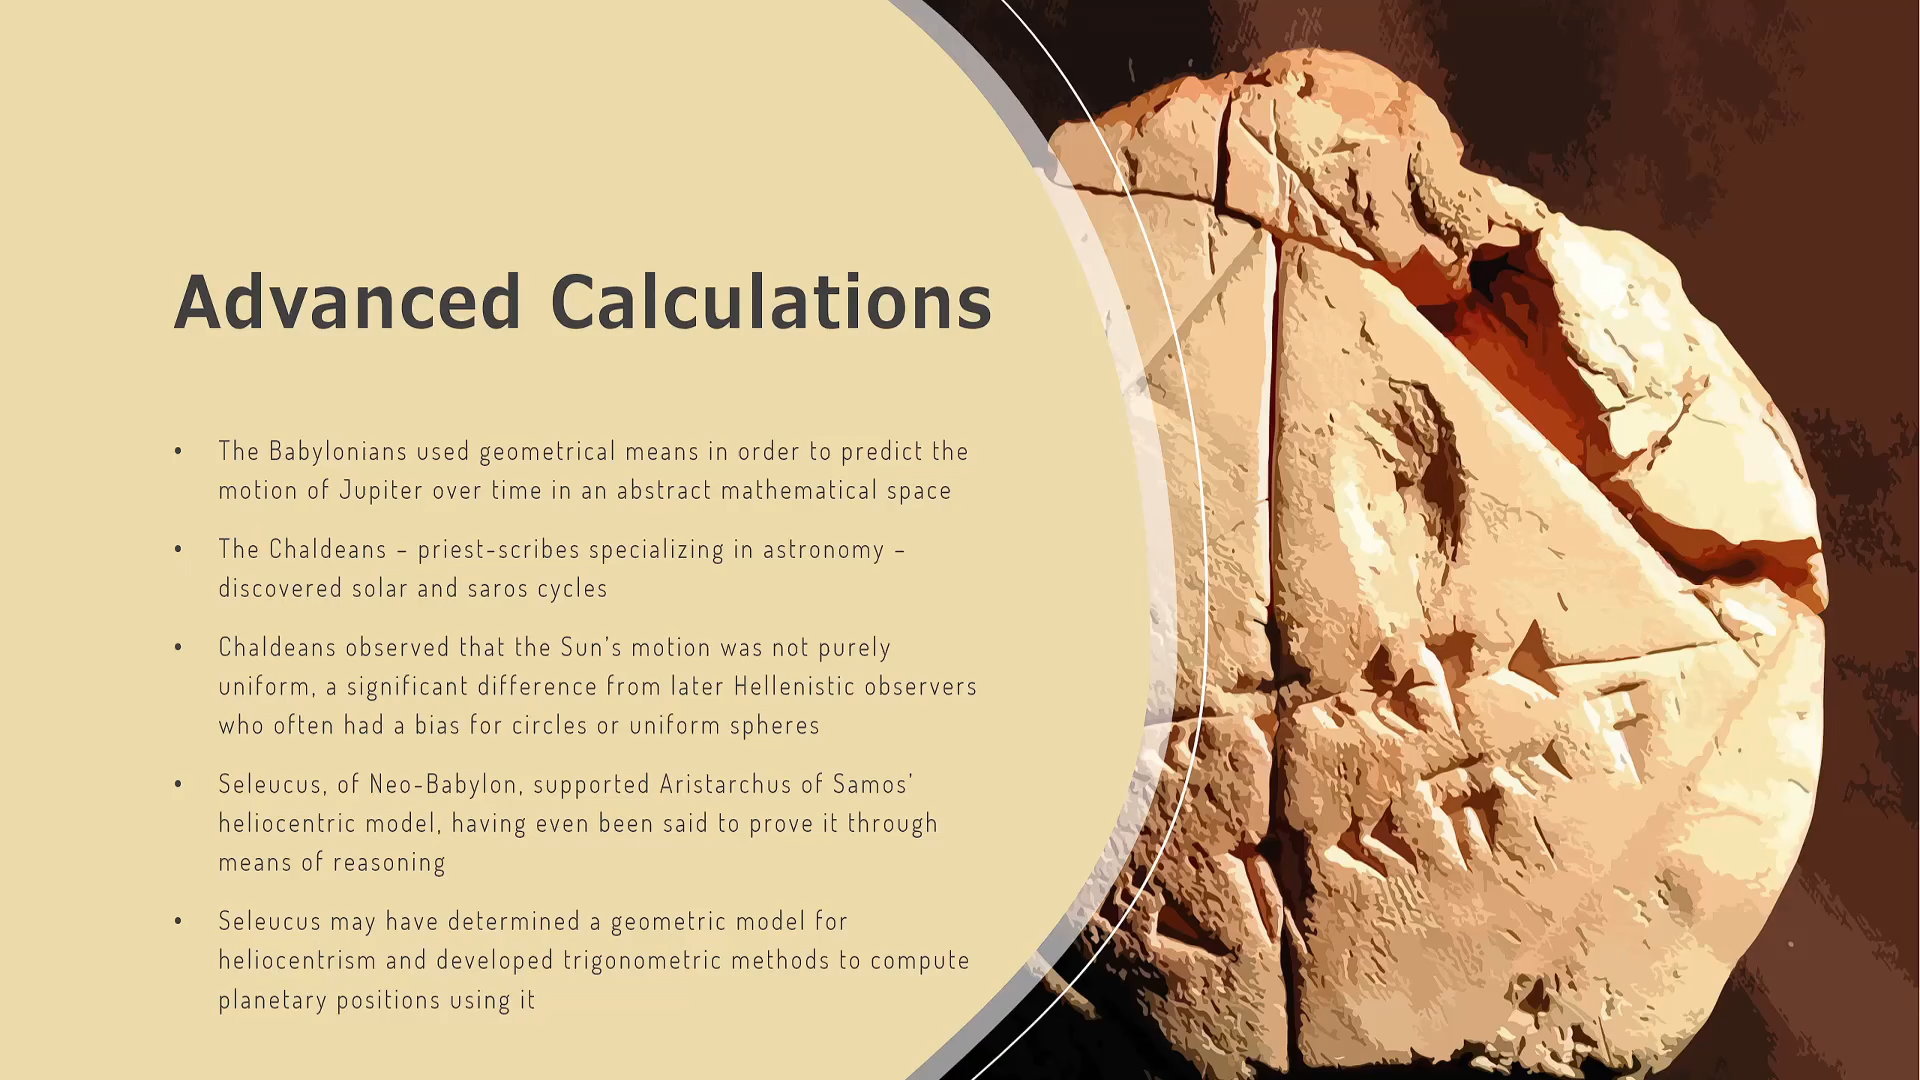 Advanced Calculations
• The Babylonians used geometrical means in order to predict the
motion of Jupiter over time in an abstract mathematical space
• The Chaldeans – priest-scribes specializing in astronomy –
discovered solar and saros cycles
• Chaldeans observed that the Sun’s motion was not purely
uniform, a significant difference from later Hellenistic observers
who often had a bias for circles or uniform spheres
• Seleucus, of Neo-Babylon, supported Aristarchus of Samos’
heliocentric model, having even been said to prove it through
means of reasoning
• Seleucus may have determined a geometric model for
heliocentrism and developed trigonometric methods to compute
planetary positions using it